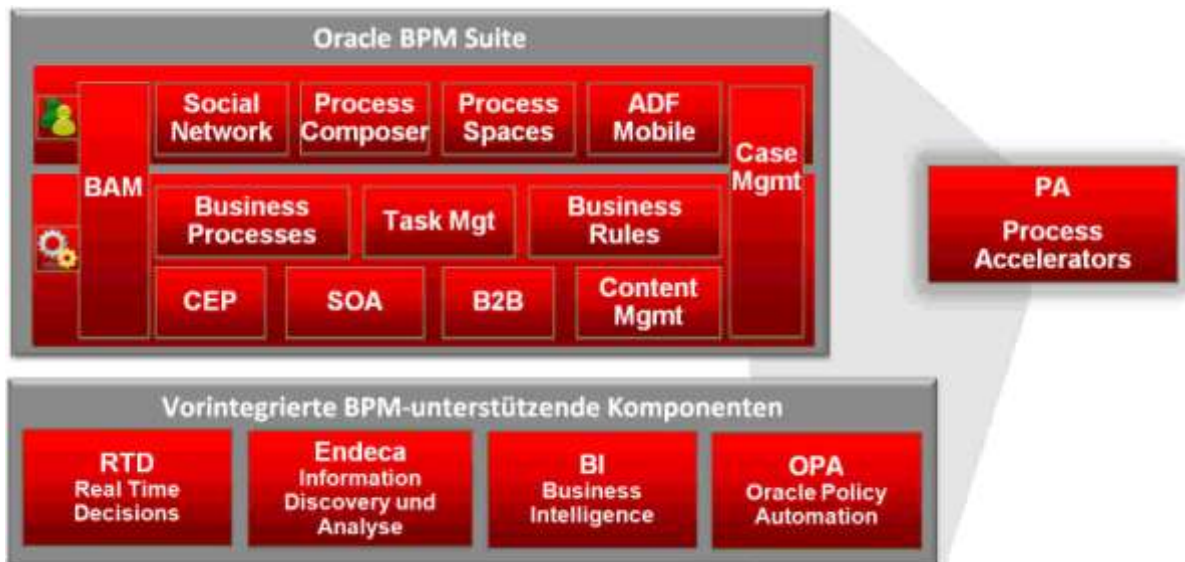 Oracle BPM Suite
Social
Network
Process
Composer
Process
Spaces
ADF
Mobile
BAM
Case
Mgmt
Business
Processes
Task Mgt
Business
Rules
CEP
SOA
B2B
Content
Mgmt
PA
Process
Accelerators
Vorintegrierte BPM-unterstützende Komponenten
RTD
Real Time
Decisions
Endeca
Information
Discovery und
Analyse
BI
Business
Intelligence
OPA
Oracle Policy
Automation